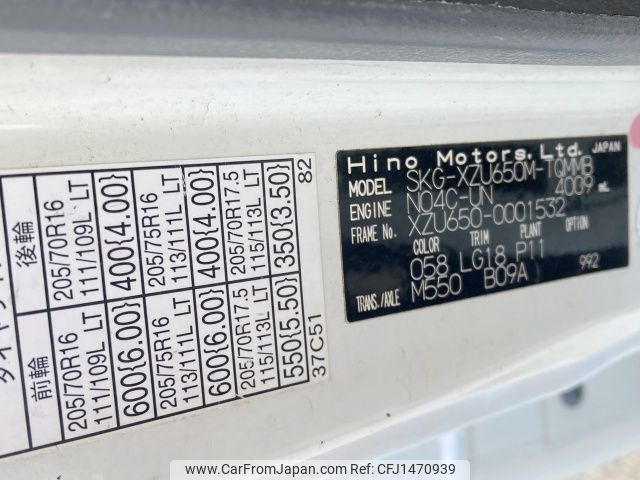 Hino Motors, Ltd. JAPAN
MODEL SKG-XZU650M-TQMMB
ENGINE N04C-UN 4009 mL
FRAME No. XZU650-0001532
COLOR TRIM PLANT OPTION
058 LG18 P11
TRANS./AXLE M550 B09A 992
前輪 後輪
205/70R16 111/109L LT 205/70R16 111/109L LT
600{6.00} 400{4.00}
205/75R16 113/111L LT 205/75R16 113/111L LT
600{6.00} 400{4.00}
205/70R17.5 115/113L LT 205/70R17.5 115/113L LT
550{5.50} 350{3.50}
37C51 82
www.CarFromJapan.com | REF ID: CFJ1470939